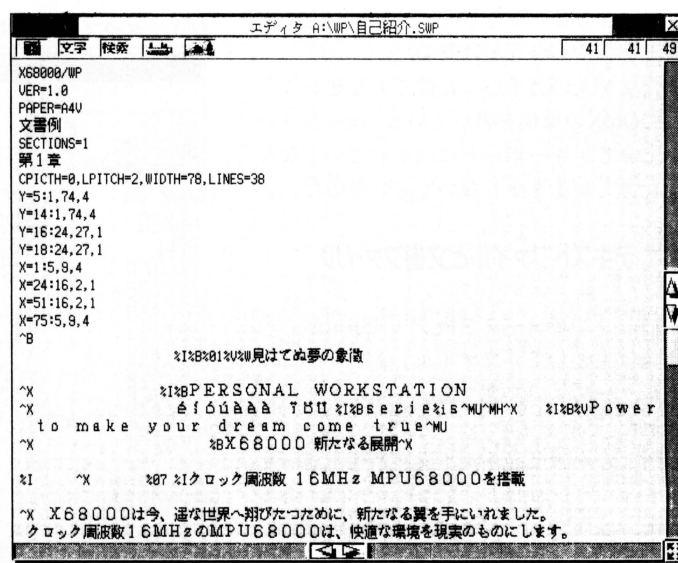 エディタ A:\WP\自己紹介.SWP
文字 検索 41 41 49
X68000/WP
VER=1.0
PAPER=A4V
文書例
SECTIONS=1
第1章
CPICTH=0,LPITCH=2,WIDTH=78,LINES=38
Y=5:1,74,4
Y=14:1,74,4
Y=16:24,27,1
Y=18:24,27,1
X=1:5,9,4
X=24:16,2,1
X=51:16,2,1
X=75:5,9,4
^B
%I%B%01%V%W見はてぬ夢の象徴
^X %I%BPERSONAL WORKSTATION
^X %I%Bserie%is^MU^MH^X %I%B%UPower
to make your dream come true^MU
^X %BX68000 新たなる展開^X
%I ^X %07 %Iクロック周波数 16MHz MPU68000を搭載
^X X68000は今、遥な世界へ翔びたつために、新たなる翼を手にいれました。
クロック周波数16MHzのMPU68000は、快適な環境を現実のものにします。